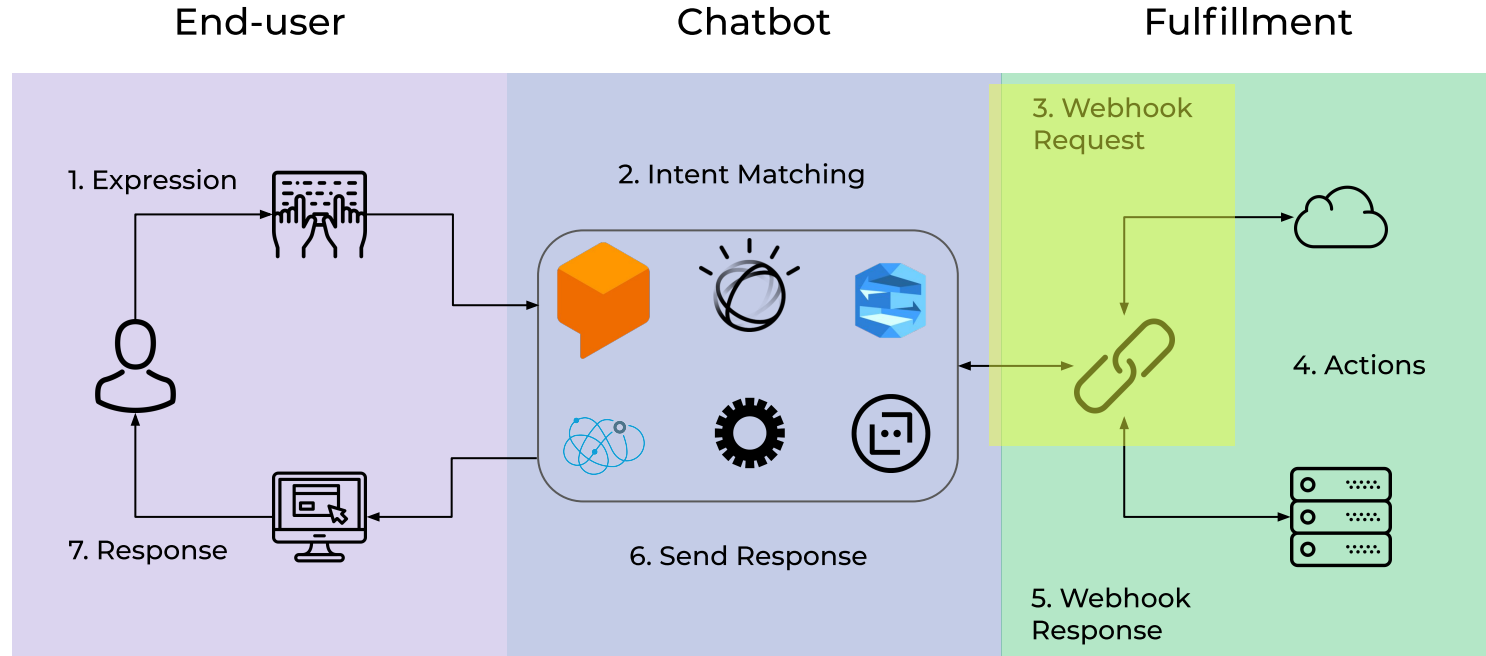 End-user
Chatbot
Fulfillment
1. Expression
2. Intent Matching
3. Webhook
Request
4. Actions
5. Webhook
Response
6. Send Response
7. Response